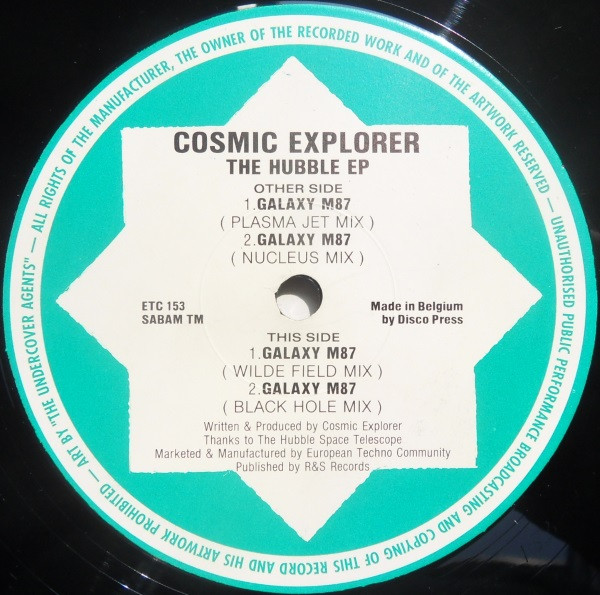 ALL RIGHTS OF THE MANUFACTURER, THE OWNER OF THE RECORDED WORK AND OF THE ARTWORK RESERVED — UNAUTHORISED PUBLIC PERFORMANCE BROADCASTING AND COPYING OF THIS RECORD AND HIS ARTWORK PROHIBITED — ART BY "THE UNDERCOVER AGENTS" —
COSMIC EXPLORER
THE HUBBLE EP
OTHER SIDE
1.GALAXY M87
( PLASMA JET MIX )
2.GALAXY M87
( NUCLEUS MIX )
ETC 153
SABAM TM
Made in Belgium
by Disco Press
THIS SIDE
1.GALAXY M87
( WILDE FIELD MIX )
2.GALAXY M87
( BLACK HOLE MIX )
Written & Produced by Cosmic Explorer
Thanks to The Hubble Space Telescope
Marketed & Manufactured by European Techno Community
Published by R&S Records